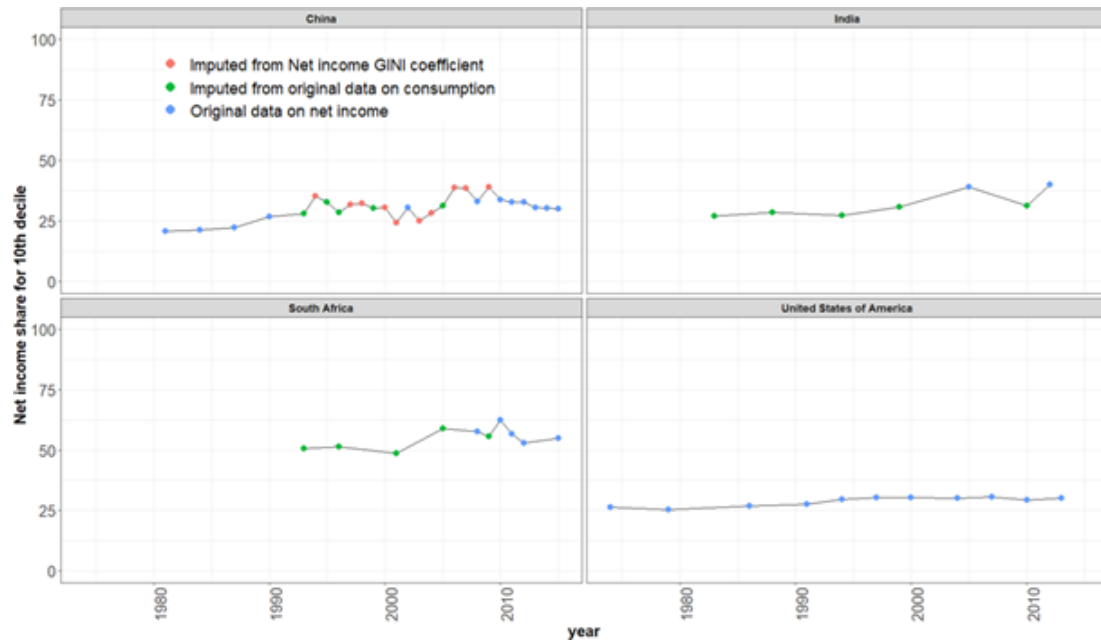 China
India
100
75
50
25
0
Imputed from Net income GINI coefficient
Imputed from original data on consumption
Original data on net income
Net income share for 10th decile
South Africa
United States of America
100
75
50
25
0
1980
1990
2000
2010
1980
1990
2000
2010
year